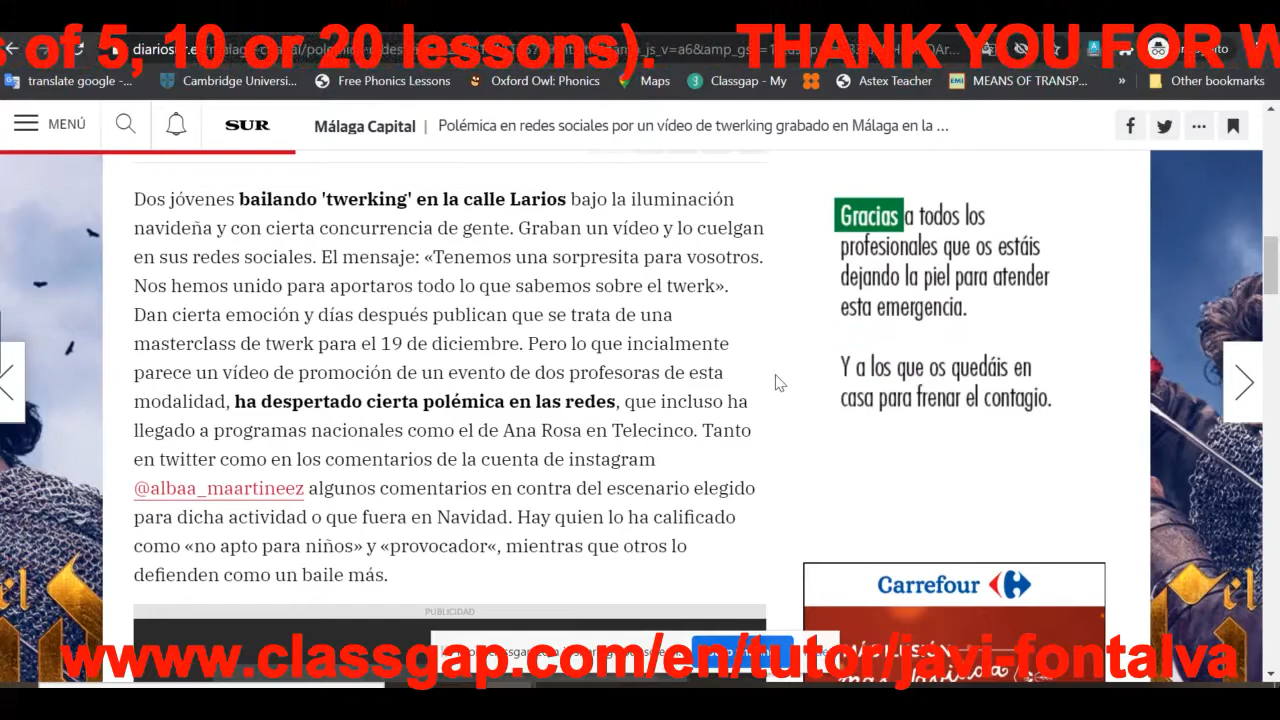 s of 5, 10 or 20 lessons). THANK YOU FOR W
translate google -...
Cambridge Universi...
Free Phonics Lessons
Oxford Owl: Phonics
Maps
Classgap - My
Astex Teacher
MEANS OF TRANSP...
»
Other bookmarks
MENÚ
SUR
Málaga Capital | Polémica en redes sociales por un vídeo de twerking grabado en Málaga en la ...
Dos jóvenes bailando 'twerking' en la calle Larios bajo la iluminación
navideña y con cierta concurrencia de gente. Graban un vídeo y lo cuelgan
en sus redes sociales. El mensaje: «Tenemos una sorpresita para vosotros.
Nos hemos unido para aportaros todo lo que sabemos sobre el twerk».
Dan cierta emoción y días después publican que se trata de una
masterclass de twerk para el 19 de diciembre. Pero lo que incialmente
parece un vídeo de promoción de un evento de dos profesoras de esta
modalidad, ha despertado cierta polémica en las redes, que incluso ha
llegado a programas nacionales como el de Ana Rosa en Telecinco. Tanto
en twitter como en los comentarios de la cuenta de instagram
@albaa_maartineez algunos comentarios en contra del escenario elegido
para dicha actividad o que fuera en Navidad. Hay quien lo ha calificado
como «no apto para niños» y «provocador«, mientras que otros lo
defienden como un baile más.
PUBLICIDAD
Gracias a todos los
profesionales que os estáis
dejando la piel para atender
esta emergencia.
Y a los que os quedáis en
casa para frenar el contagio.
Carrefour
www.classgap.com/en/tutor/javi-fontalva